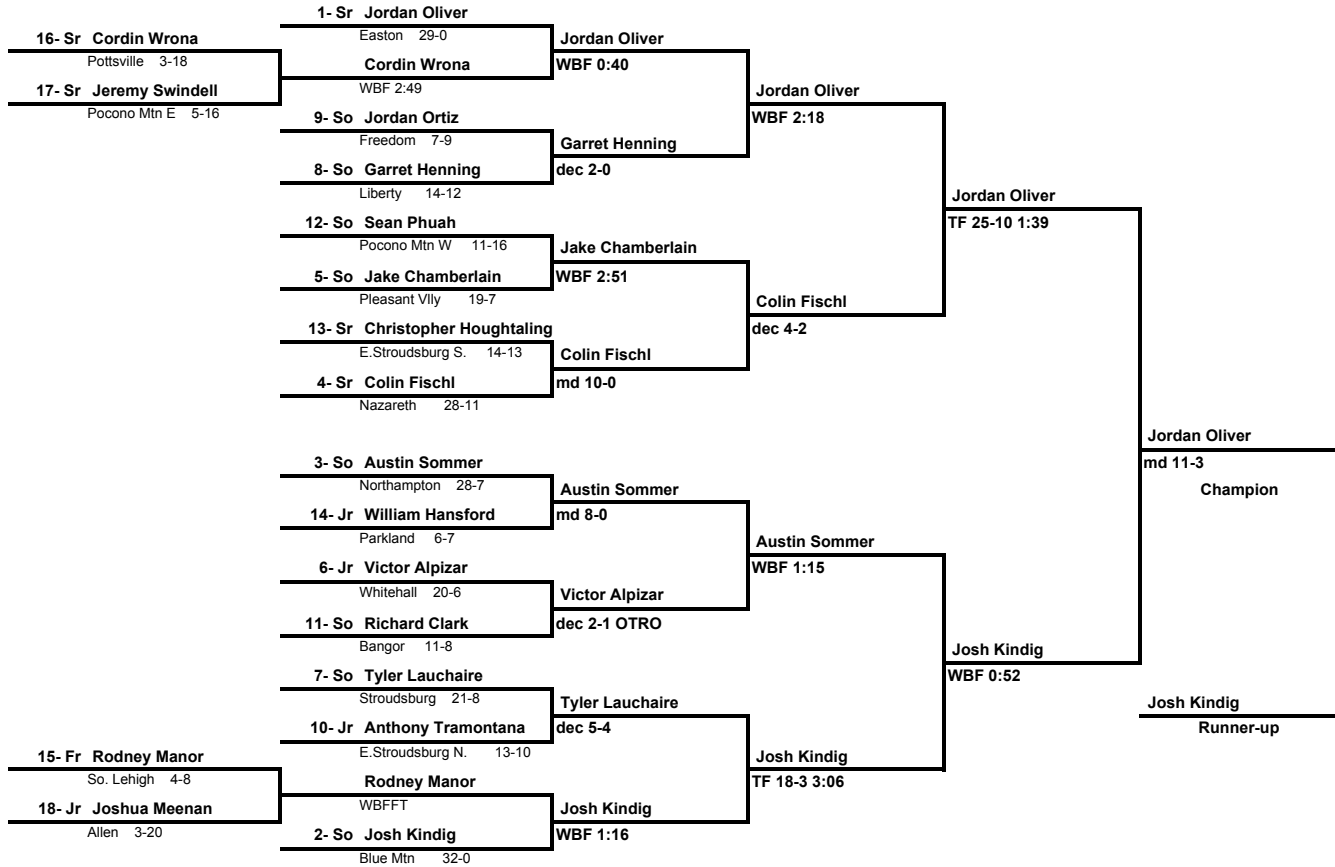 1- Sr Jordan Oliver
Easton 29-0
16- Sr Cordin Wrona
Pottsville 3-18
Cordin Wrona
WBF 2:49
17- Sr Jeremy Swindell
Pocono Mtn E 5-16
Jordan Oliver
WBF 0:40
9- So Jordan Ortiz
Freedom 7-9
8- So Garret Henning
Liberty 14-12
Garret Henning
dec 2-0
Jordan Oliver
WBF 2:18
12- So Sean Phuah
Pocono Mtn W 11-16
5- So Jake Chamberlain
Pleasant Vlly 19-7
Jake Chamberlain
WBF 2:51
13- Sr Christopher Houghtaling
E.Stroudsburg S. 14-13
4- Sr Colin Fischl
Nazareth 28-11
Colin Fischl
md 10-0
Colin Fischl
dec 4-2
Jordan Oliver
TF 25-10 1:39
3- So Austin Sommer
Northampton 28-7
14- Jr William Hansford
Parkland 6-7
Austin Sommer
md 8-0
6- Jr Victor Alpizar
Whitehall 20-6
11- So Richard Clark
Bangor 11-8
Victor Alpizar
dec 2-1 OTRO
Austin Sommer
WBF 1:15
7- So Tyler Lauchaire
Stroudsburg 21-8
10- Jr Anthony Tramontana
E.Stroudsburg N. 13-10
Tyler Lauchaire
dec 5-4
15- Fr Rodney Manor
So. Lehigh 4-8
18- Jr Joshua Meenan
Allen 3-20
Rodney Manor
WBFFT
2- So Josh Kindig
Blue Mtn 32-0
Josh Kindig
WBF 1:16
Josh Kindig
TF 18-3 3:06
Josh Kindig
WBF 0:52
Jordan Oliver
md 11-3
Champion
Josh Kindig
Runner-up